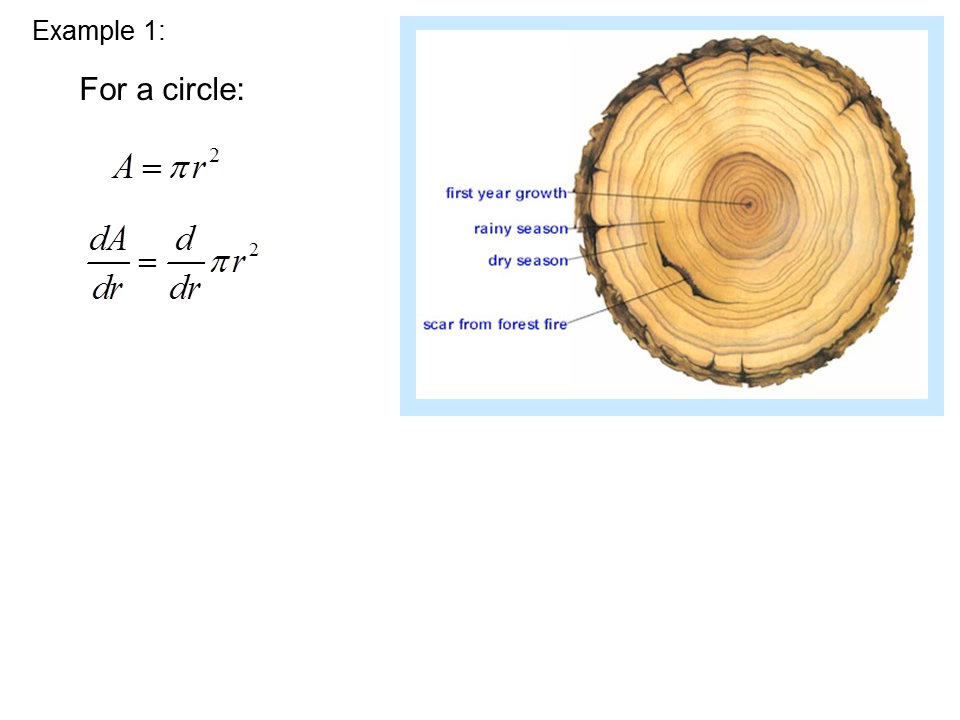 Example 1:
For a circle:
A = πr²
dA/dr = d/dr πr²
first year growth
rainy season
dry season
scar from forest fire